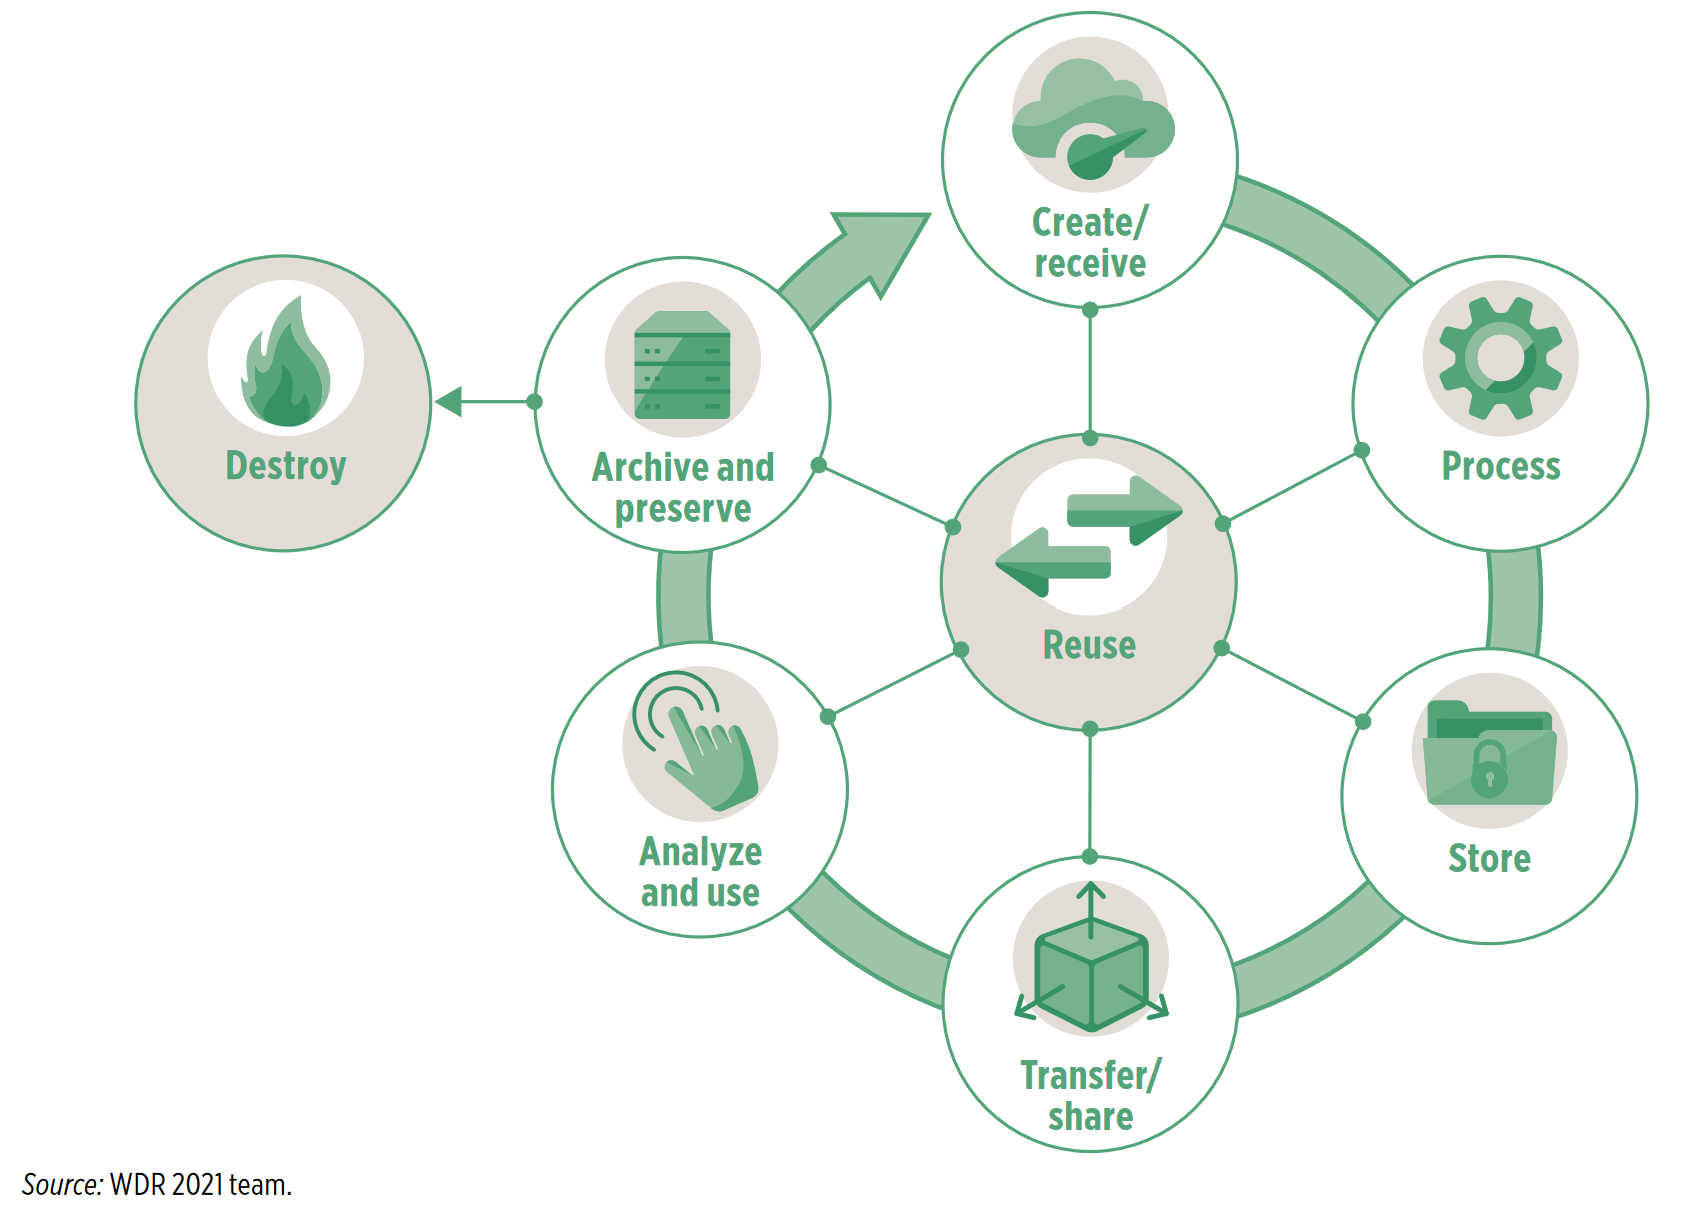 Create/
receive
Process
Store
Transfer/
share
Analyze
and use
Archive and
preserve
Destroy
Reuse
Source: WDR 2021 team.